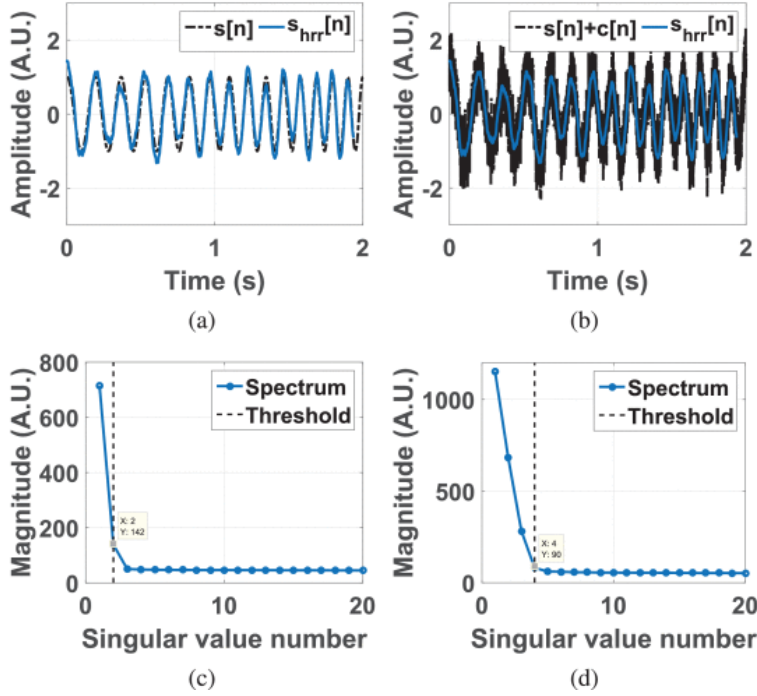 s[n] s_hrr[n]
Amplitude (A.U.)
2
0
-2
0 1 2
Time (s)
(a)
s[n]+c[n] s_hrr[n]
Amplitude (A.U.)
2
0
-2
0 1 2
Time (s)
(b)
Magnitude (A.U.)
800
600
400
200
0
Spectrum
Threshold
X: 2
Y: 142
0 10 20
Singular value number
(c)
Magnitude (A.U.)
1000
500
0
Spectrum
Threshold
X: 4
Y: 90
0 10 20
Singular value number
(d)